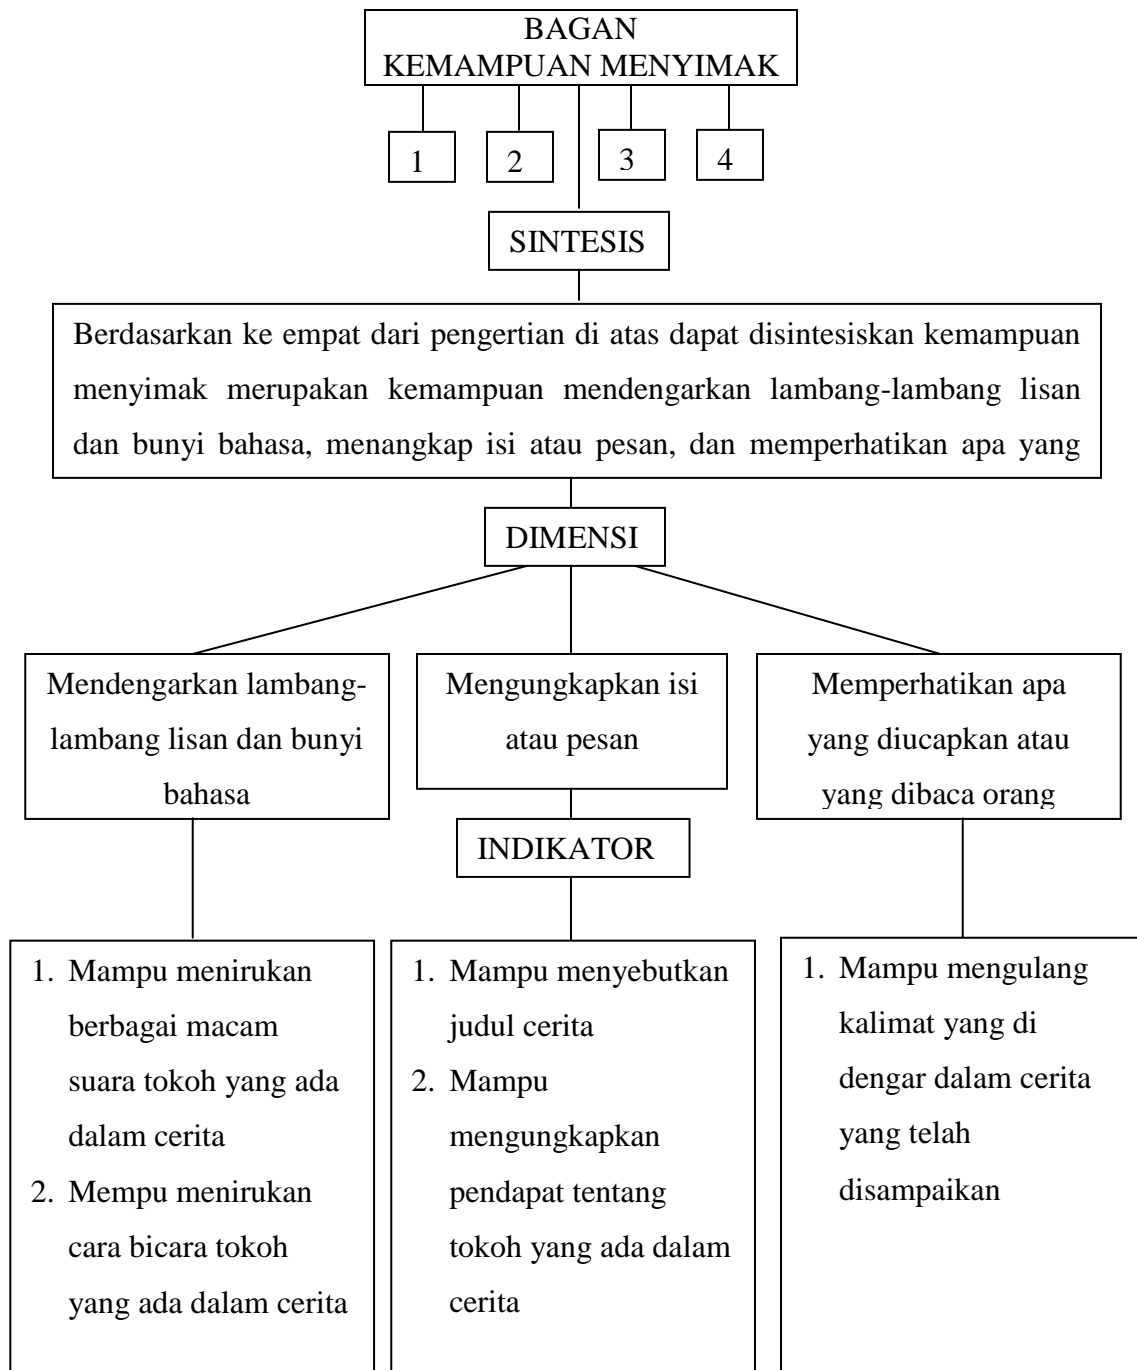 BAGAN
KEMAMPUAN MENYIMAK
1
2
3
4
SINTESIS
Berdasarkan ke empat dari pengertian di atas dapat disintesiskan kemampuan
menyimak merupakan kemampuan mendengarkan lambang-lambang lisan
dan bunyi bahasa, menangkap isi atau pesan, dan memperhatikan apa yang
DIMENSI
Mendengarkan lambang-
lambang lisan dan bunyi
bahasa
Mengungkapkan isi
atau pesan
Memperhatikan apa
yang diucapkan atau
yang dibaca orang
INDIKATOR
1. Mampu menirukan
berbagai macam
suara tokoh yang ada
dalam cerita
2. Mempu menirukan
cara bicara tokoh
yang ada dalam cerita
1. Mampu menyebutkan
judul cerita
2. Mampu
mengungkapkan
pendapat tentang
tokoh yang ada dalam
cerita
1. Mampu mengulang
kalimat yang di
dengar dalam cerita
yang telah
disampaikan